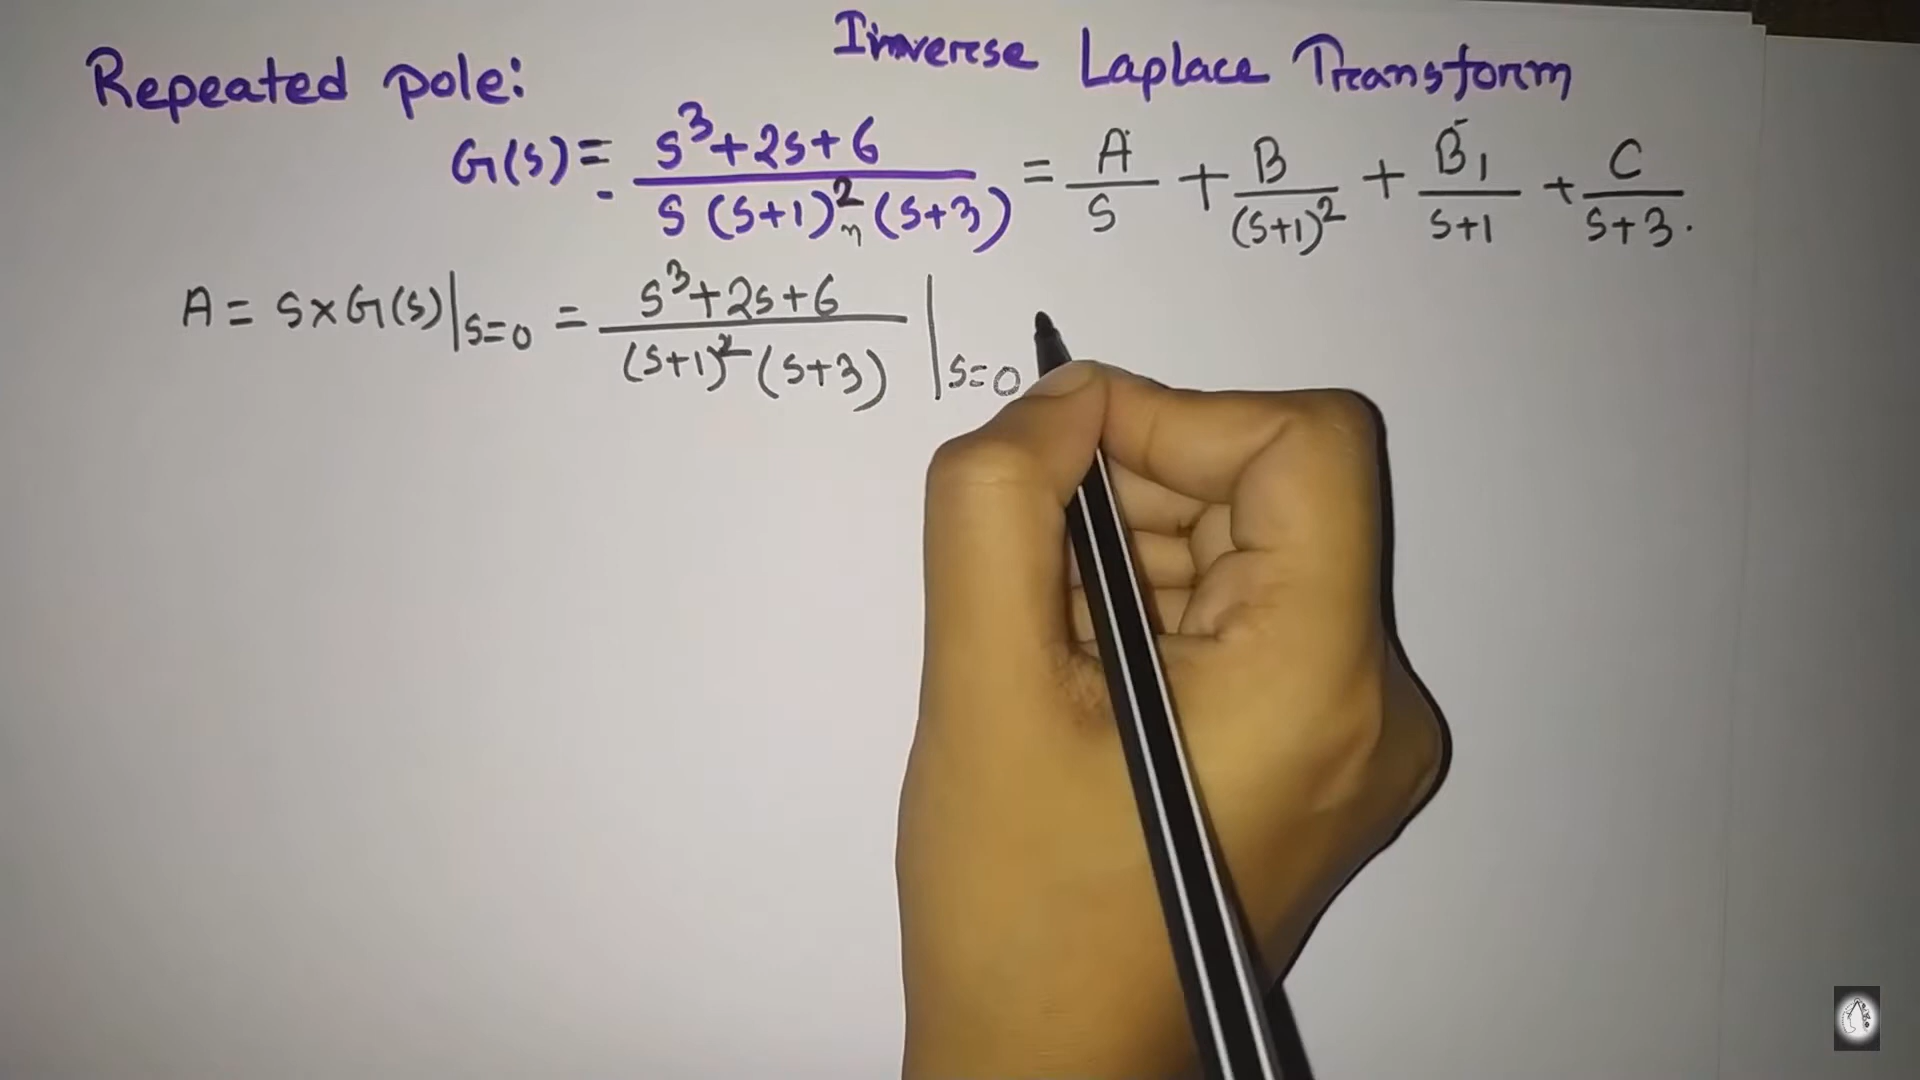 Inverse Laplace Transform
Repeated pole:
G(s) = s³+2s+6 / s(s+1)²(s+3) = A/s + B/(s+1)² + B₁/s+1 + C/s+3.
A = s×G(s)|s=0 = s³+2s+6 / (s+1)²(s+3) |s=0